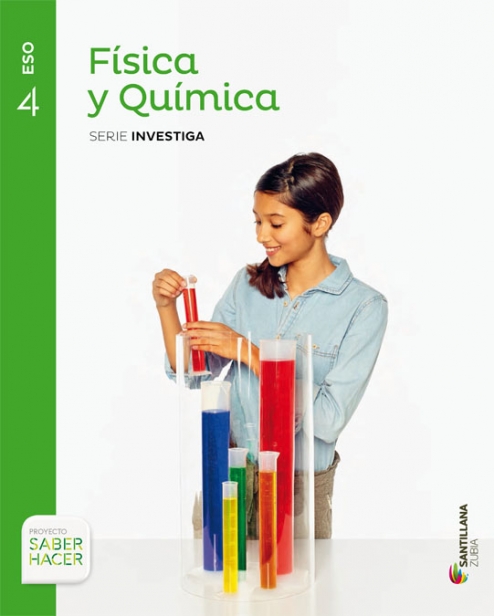 ESO
4
Física
y Química
SERIE INVESTIGA
PROYECTO
SABER
HACER
SANTILLANA
ZUBIA